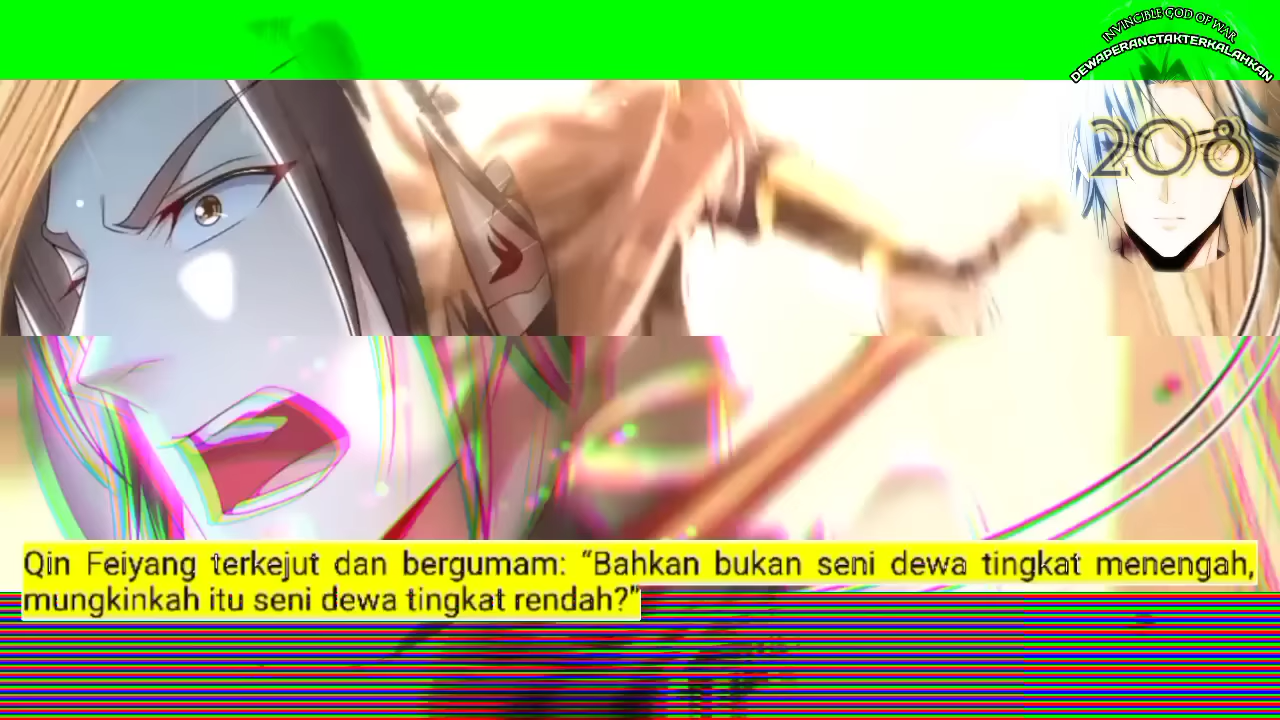 INVINCIBLE GOD OF WAR
DEWAPERANGTAKTERKALAHKAN
208
Qin Feiyang terkejut dan bergumam: “Bahkan bukan seni dewa tingkat menengah,
mungkinkah itu seni dewa tingkat rendah?”